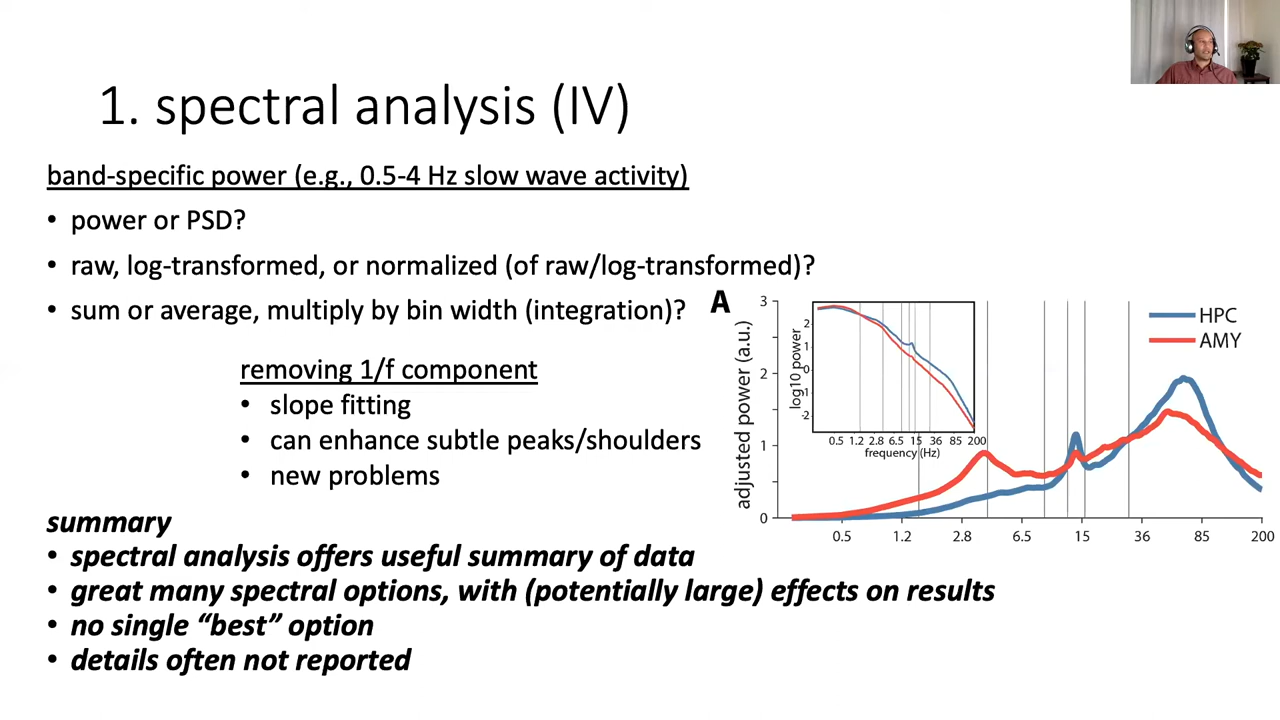 1. spectral analysis (IV)
band-specific power (e.g., 0.5-4 Hz slow wave activity)
• power or PSD?
• raw, log-transformed, or normalized (of raw/log-transformed)?
• sum or average, multiply by bin width (integration)?
removing 1/f component
• slope fitting
• can enhance subtle peaks/shoulders
• new problems
summary
• spectral analysis offers useful summary of data
• great many spectral options, with (potentially large) effects on results
• no single “best” option
• details often not reported
A
adjusted power (a.u.)
3
2
1
0
0.5 1.2 2.8 6.5 15 36 85 200
HPC
AMY
log10 power
2
1
0
-1
-2
0.5 1.2 2.8 6.5 15 36 85 200
frequency (Hz)